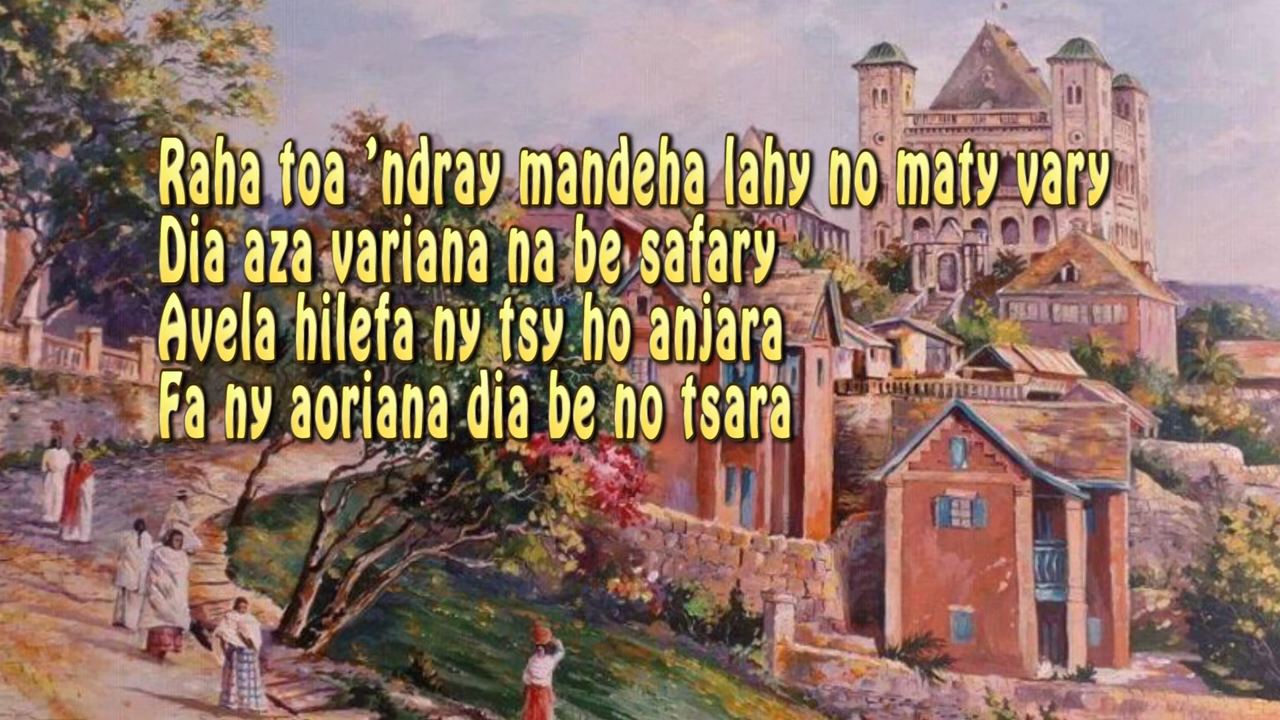 Raha toa ’ndray mandeha lahy no maty vary
Dia aza variana na be safary
Avela hilefa ny tsy ho anjara
Fa ny aoriana dia be no tsara